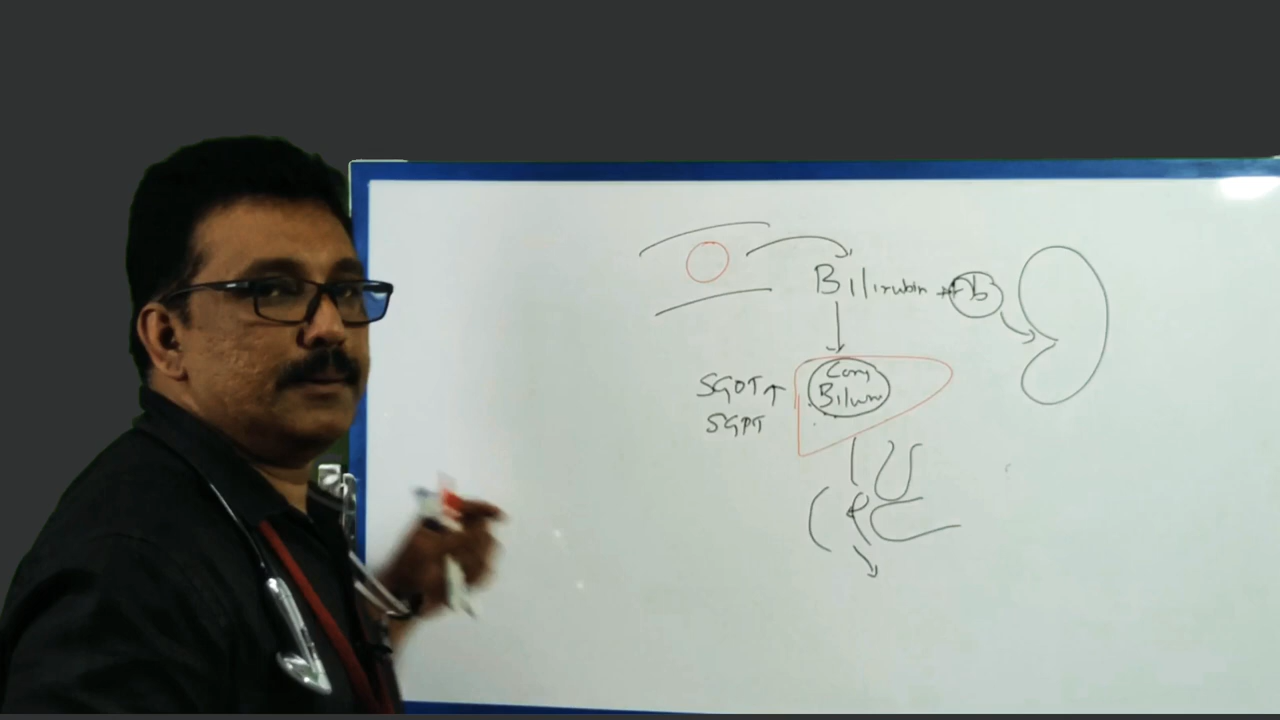 Bilirubin + b
Conj
Bilirubin
SGOT ↑
SGPT